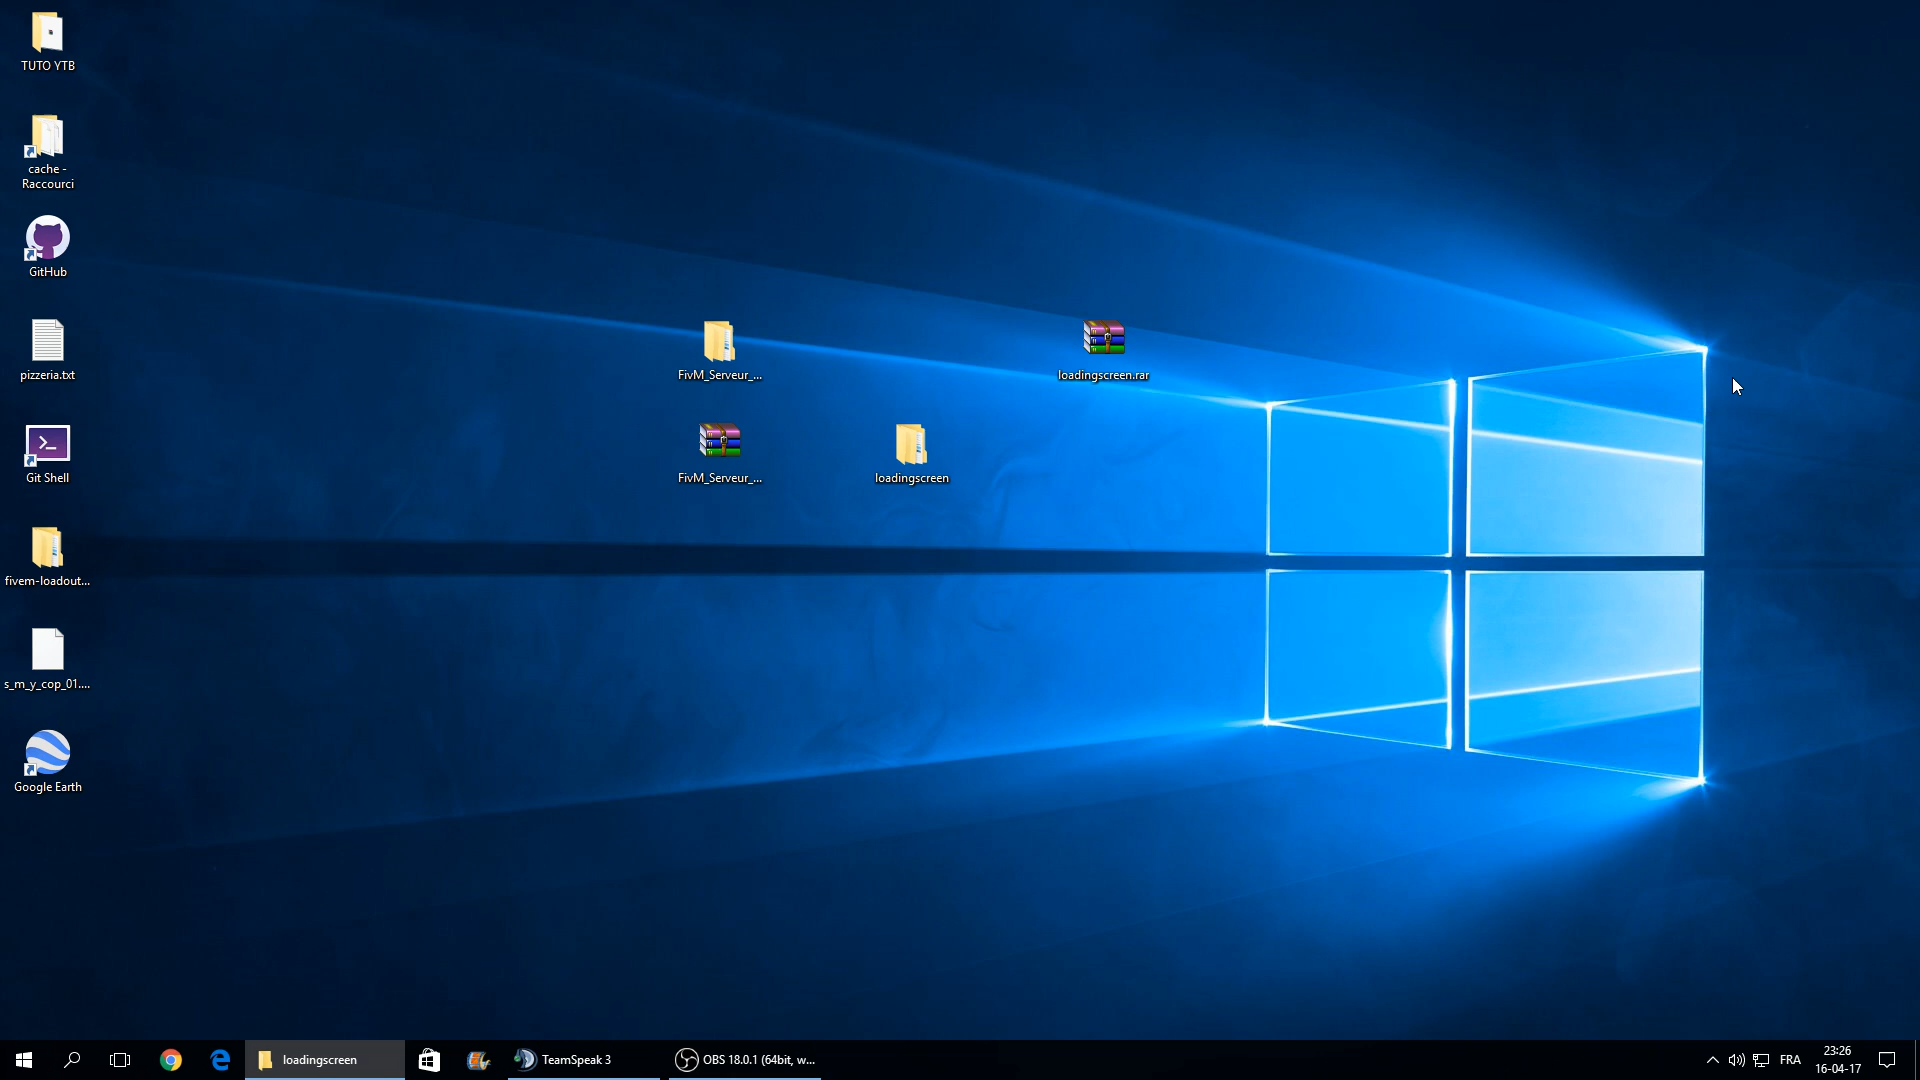 TUTO YTB
cache -
Raccourci
GitHub
pizzeria.txt
Git Shell
fivem-loadout...
s_m_y_cop_01....
Google Earth
FivM_Serveur_...
FivM_Serveur_...
loadingscreen
loadingscreen.rar
loadingscreen
TeamSpeak 3
OBS 18.0.1 (64bit, w...
FRA
23:26
16-04-17